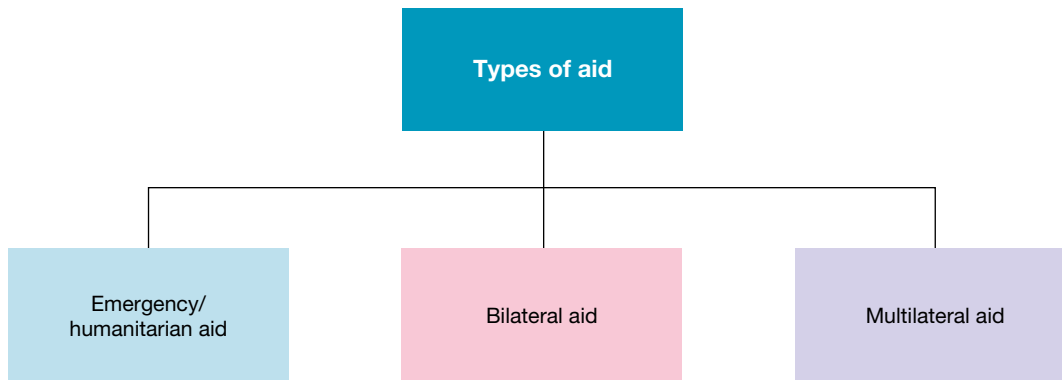 Types of aid
Emergency/
humanitarian aid
Bilateral aid
Multilateral aid